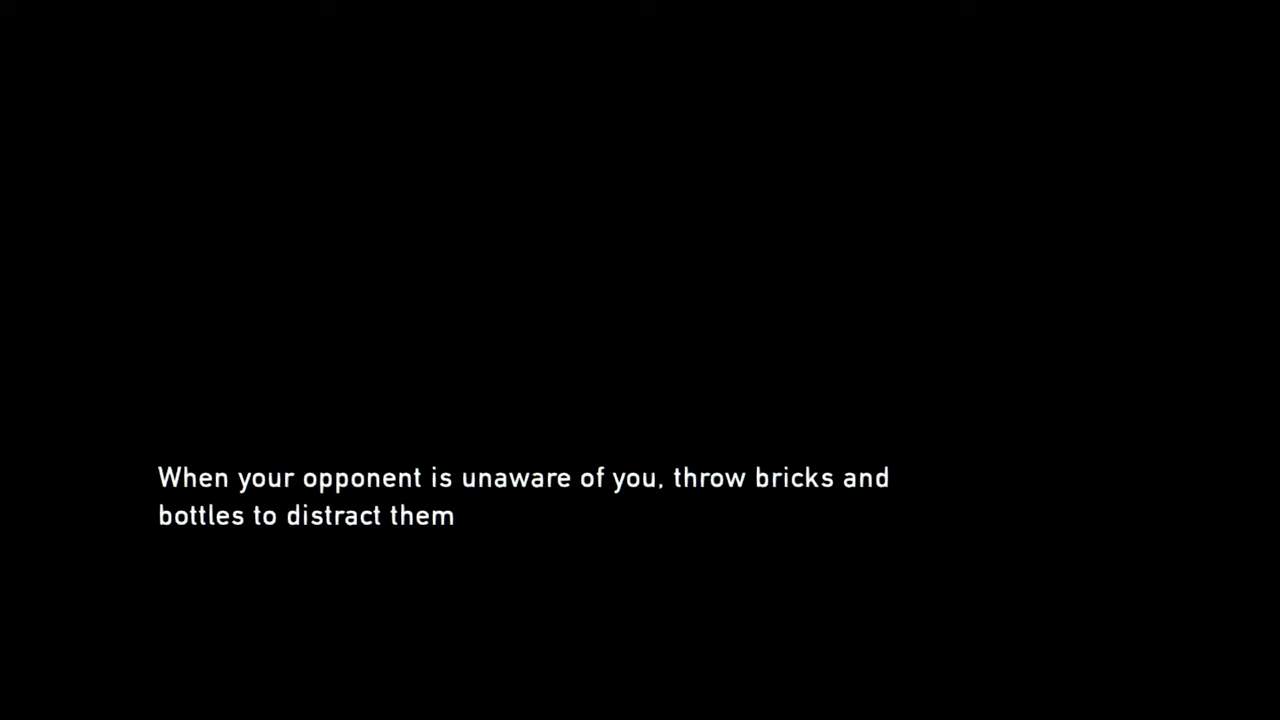 When your opponent is unaware of you, throw bricks and
bottles to distract them